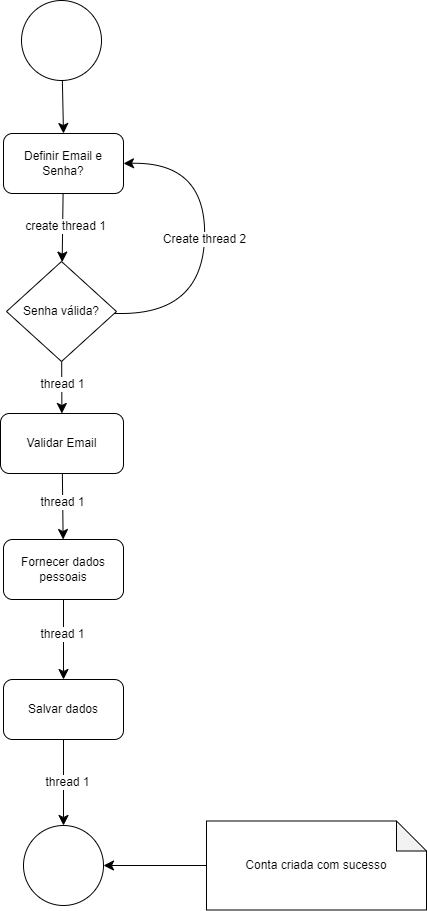 Definir Email e
Senha?
create thread 1
Create thread 2
Senha válida?
thread 1
Validar Email
thread 1
Fornecer dados
pessoais
thread 1
Salvar dados
thread 1
Conta criada com sucesso